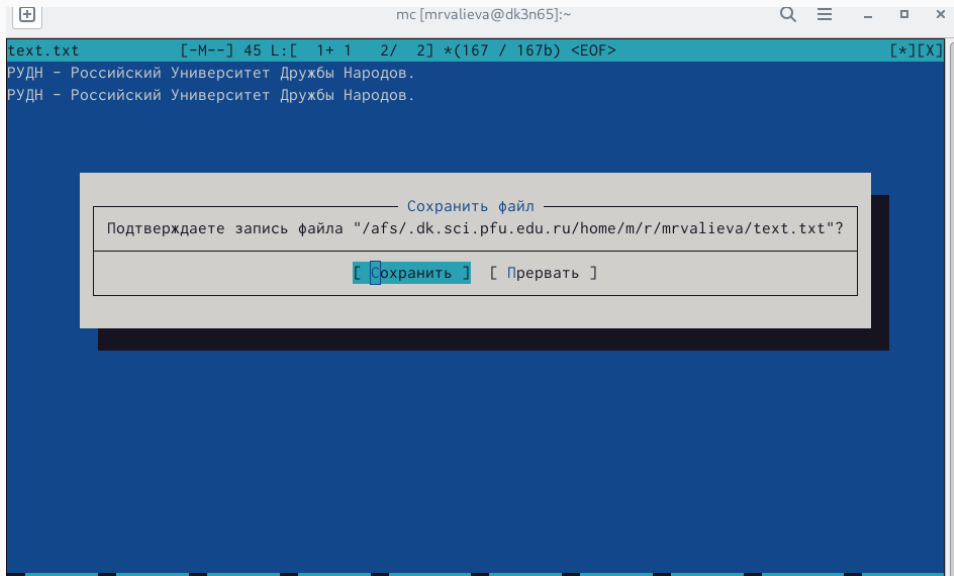 mc [mrvalieva@dk3n65]:~
text.txt [-M--] 45 L:[ 1+ 1 2/ 2] *(167 / 167b) <EOF> [*][X]
РУДН - Российский Университет Дружбы Народов.
РУДН - Российский Университет Дружбы Народов.
Сохранить файл
Подтверждаете запись файла "/afs/.dk.sci.pfu.edu.ru/home/m/r/mrvalieva/text.txt"?
[ Сохранить ] [ Прервать ]